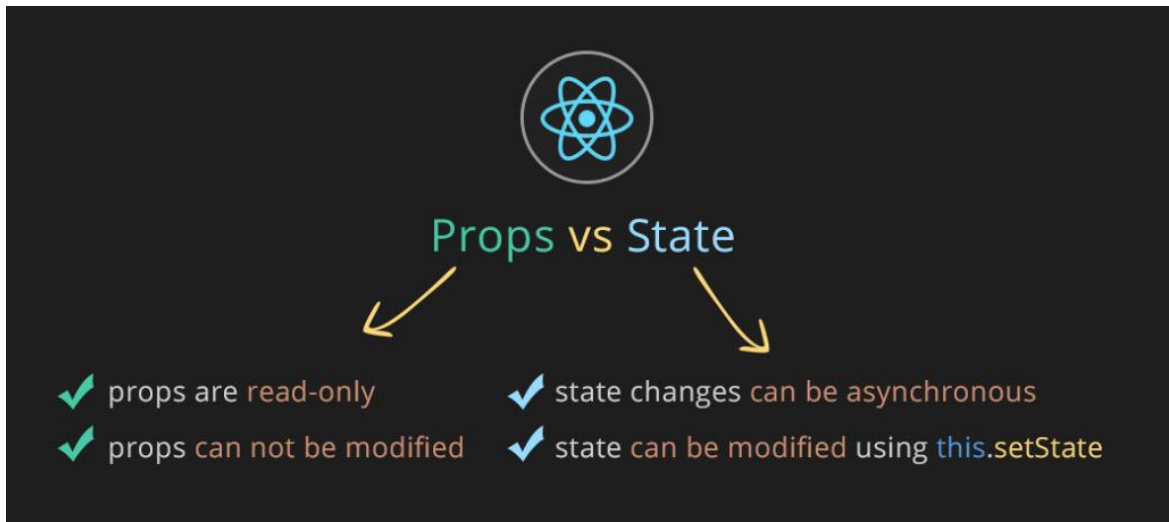 Props vs State
props are read-only
props can not be modified
state changes can be asynchronous
state can be modified using this.setState